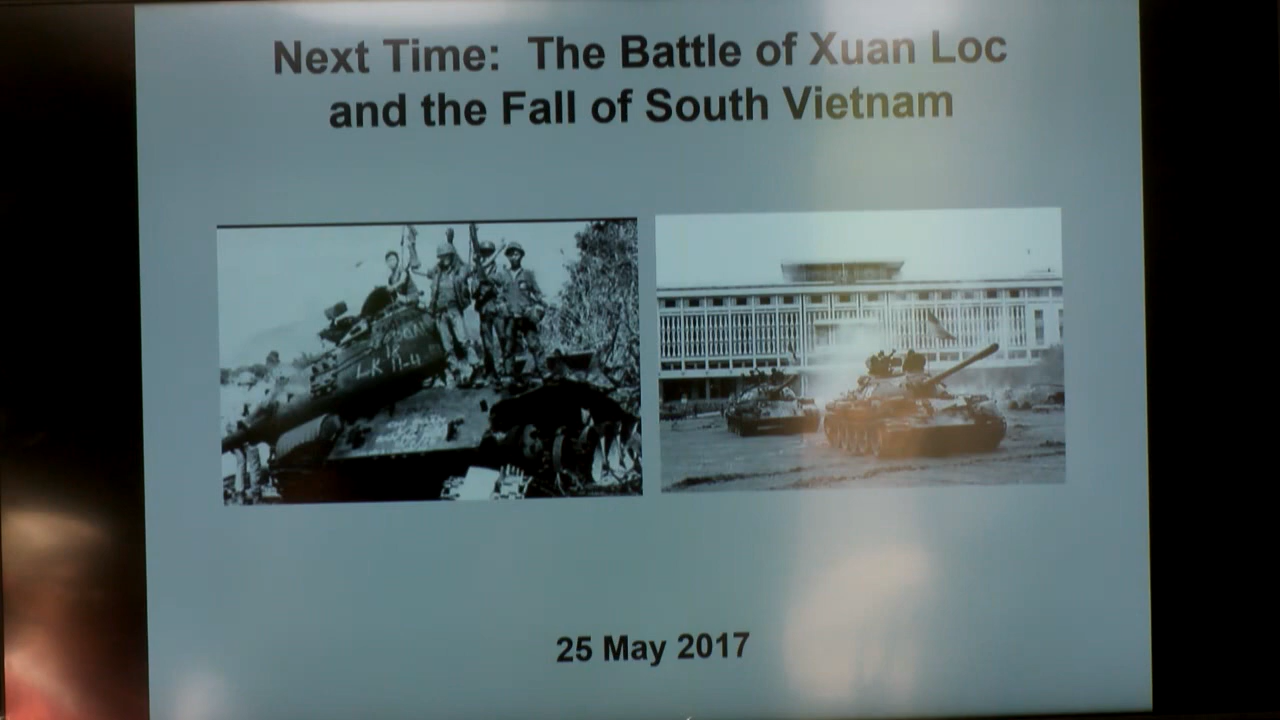 Next Time: The Battle of Xuan Loc
and the Fall of South Vietnam
25 May 2017